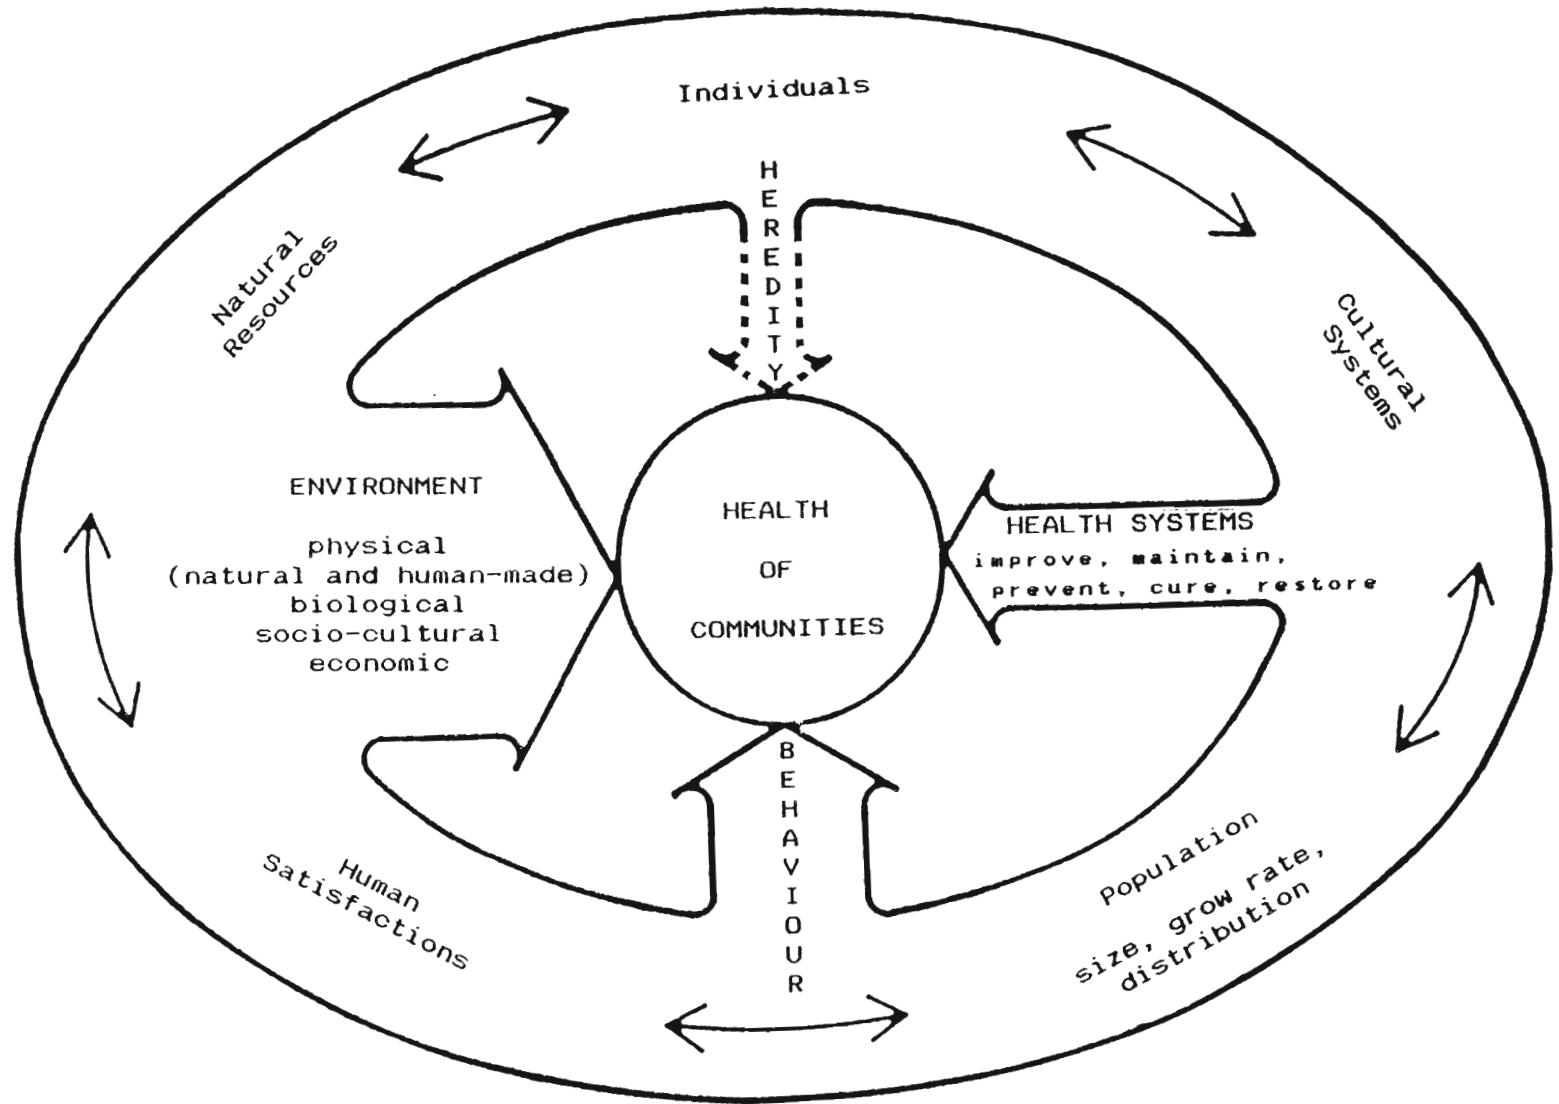 Individuals
HEREDITY
Natural
Resources
Cultural
Systems
ENVIRONMENT
physical
(natural and human-made)
biological
socio-cultural
economic
HEALTH
OF
COMMUNITIES
HEALTH SYSTEMS
improve, maintain,
prevent, cure, restore
BEHAVIOUR
Human
Satisfactions
Population
size, grow rate,
distribution